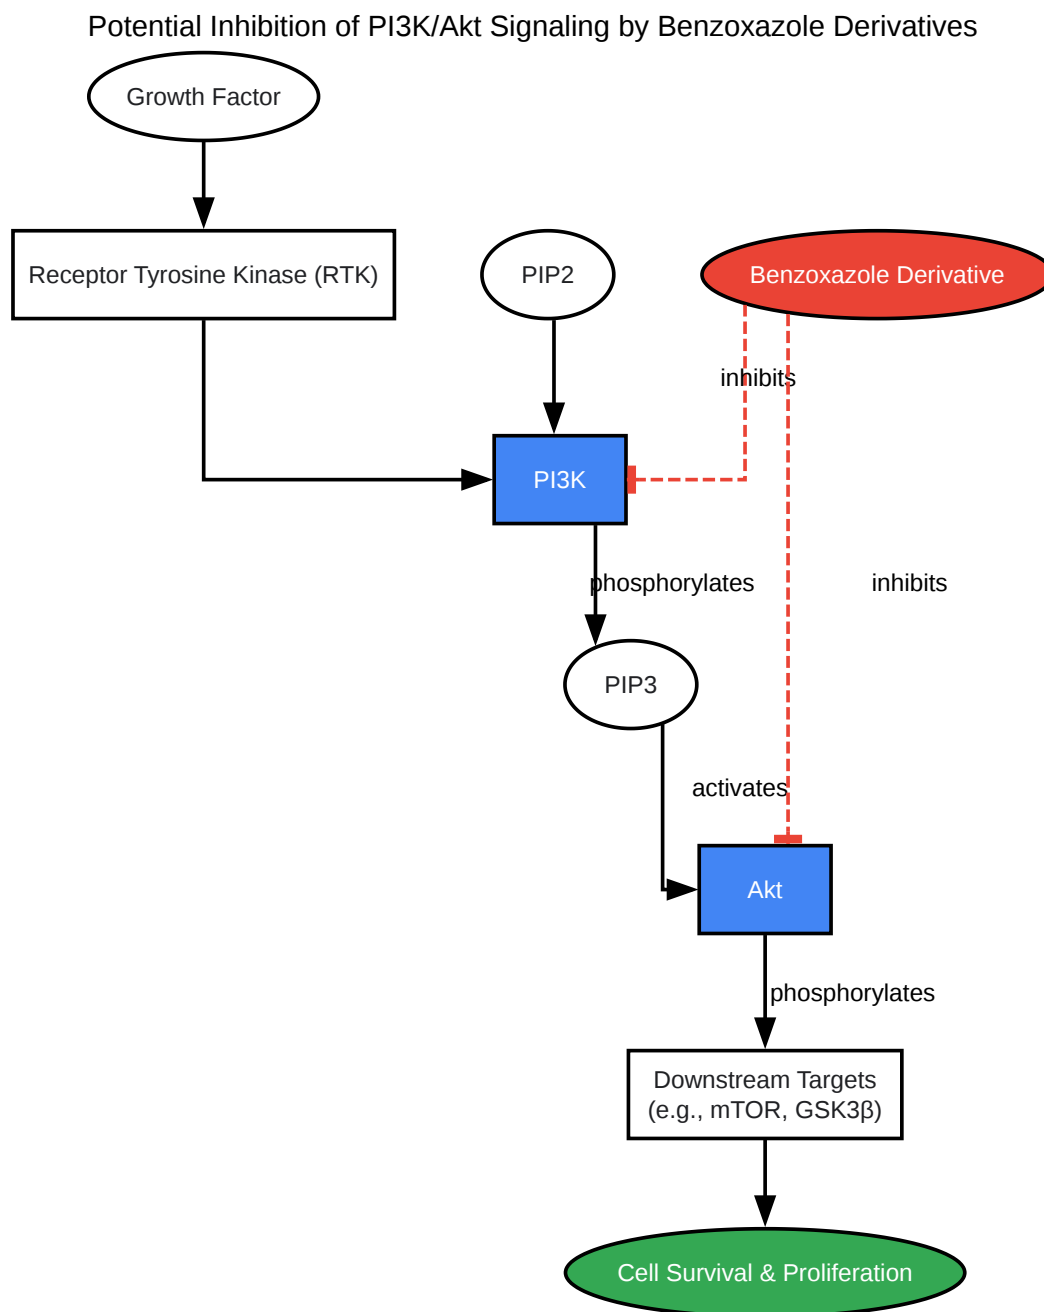 Potential Inhibition of PI3K/Akt Signaling by Benzoxazole Derivatives
Growth Factor
Receptor Tyrosine Kinase (RTK)
PIP2
Benzoxazole Derivative
inhibits
PI3K
phosphorylates
inhibits
PIP3
activates
Akt
phosphorylates
Downstream Targets
(e.g., mTOR, GSK3β)
Cell Survival & Proliferation